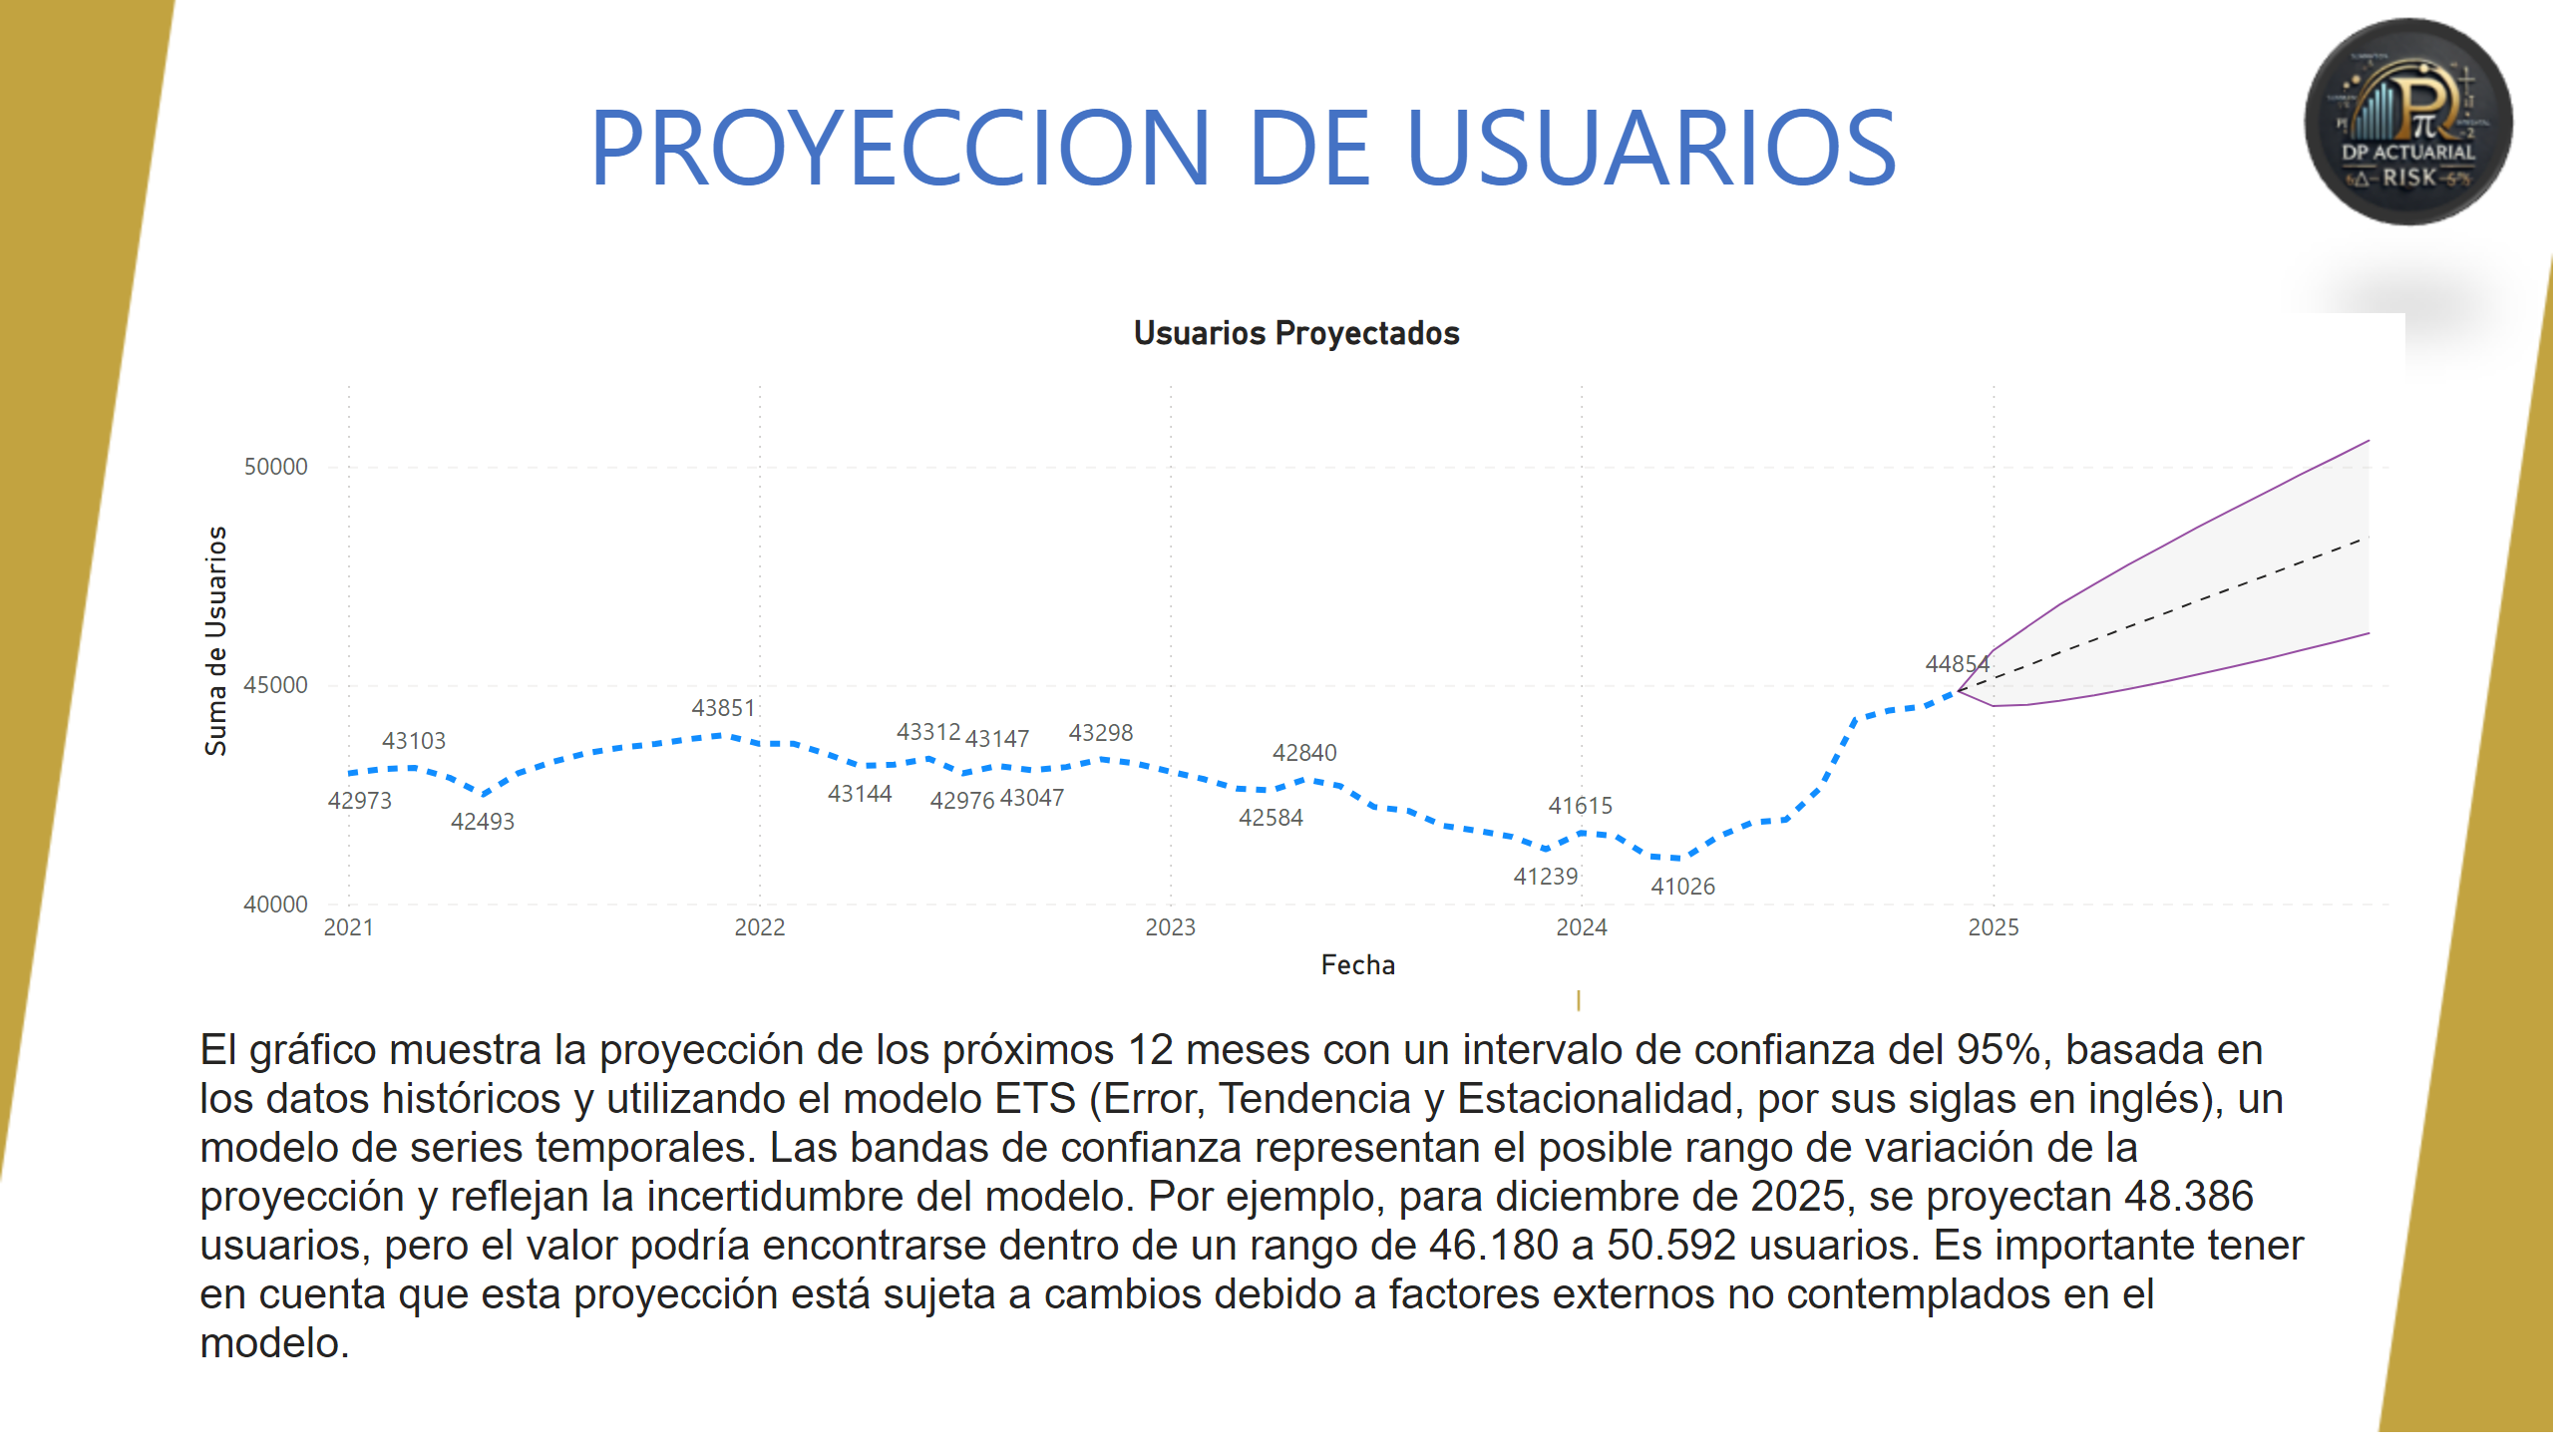 PROYECCION DE USUARIOS
DP ACTUARIAL
RISK
Usuarios Proyectados
Suma de Usuarios
50000
45000
40000
42973
43103
42493
43851
43144
43312
42976
43147
43047
43298
42584
42840
41239
41615
41026
44854
2021 2022 2023 2024 2025
Fecha
El gráfico muestra la proyección de los próximos 12 meses con un intervalo de confianza del 95%, basada en
los datos históricos y utilizando el modelo ETS (Error, Tendencia y Estacionalidad, por sus siglas en inglés), un
modelo de series temporales. Las bandas de confianza representan el posible rango de variación de la
proyección y reflejan la incertidumbre del modelo. Por ejemplo, para diciembre de 2025, se proyectan 48.386
usuarios, pero el valor podría encontrarse dentro de un rango de 46.180 a 50.592 usuarios. Es importante tener
en cuenta que esta proyección está sujeta a cambios debido a factores externos no contemplados en el
modelo.